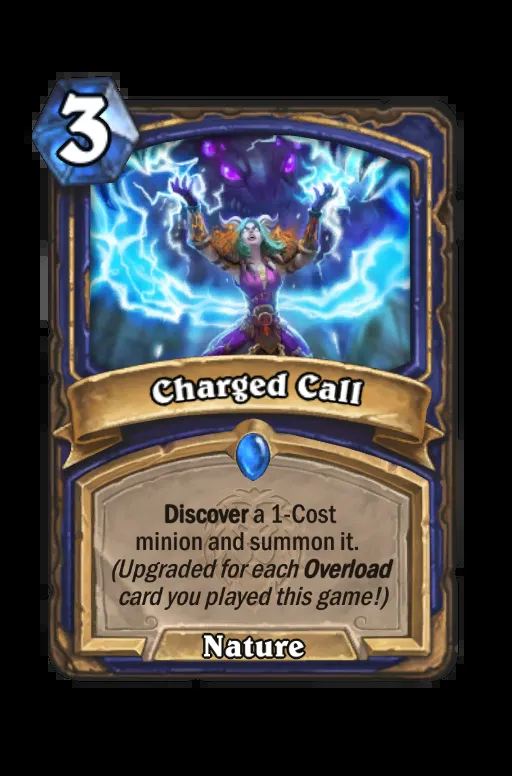 3
Charged Call
Discover a 1-Cost
minion and summon it.
(Upgraded for each Overload
card you played this game!)
Nature